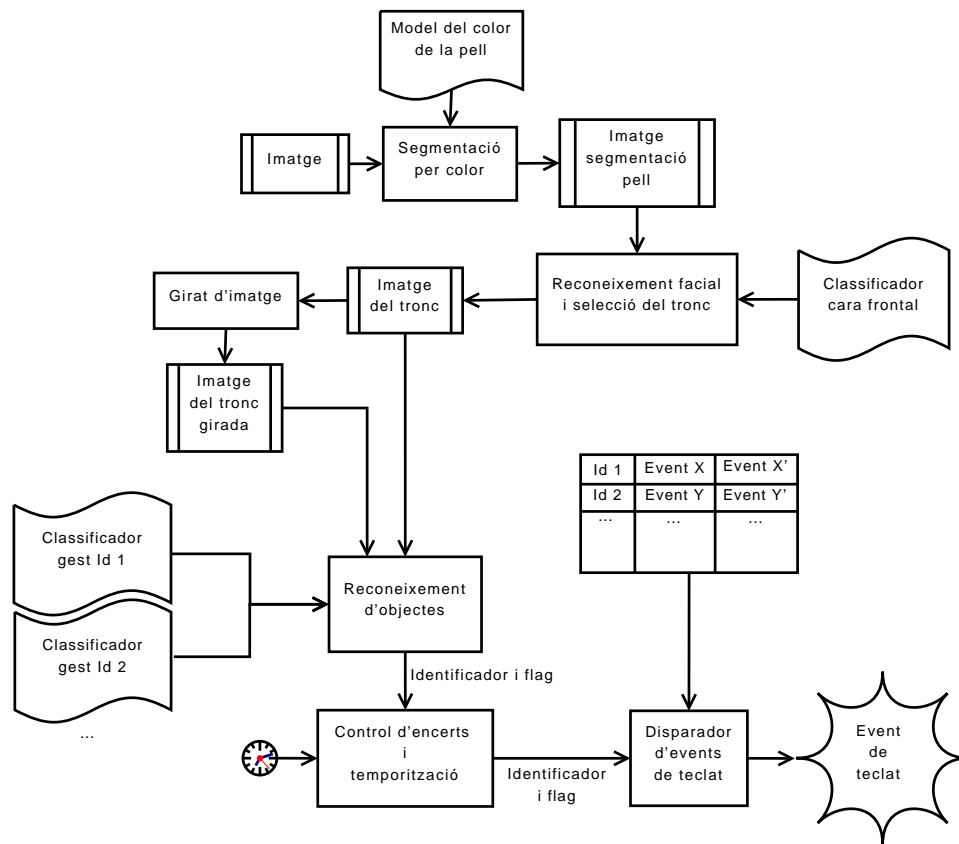 Model del color
de la pell
Imatge
Segmentació
per color
Imatge
segmentació
pell
Girat d'imatge
Imatge
del tronc
Reconeixement facial
i selecció del tronc
Classificador
cara frontal
Imatge
del tronc
girada
Id 1 Event X Event X'
Id 2 Event Y Event Y'
... ... ...
Classificador
gest Id 1
Classificador
gest Id 2
...
Reconeixement
d'objectes
Identificador i flag
Control d'encerts
i
temporització
Identificador
i flag
Disparador
d'events
de teclat
Event
de
teclat